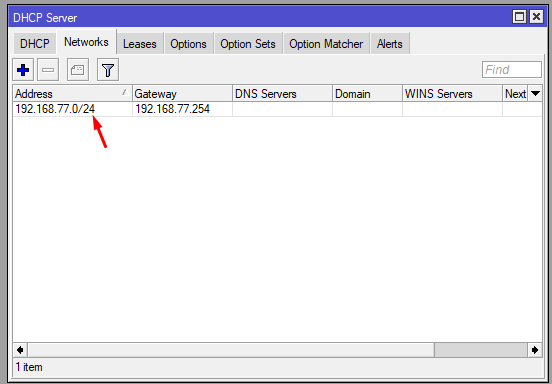 DHCP Server
DHCP Networks Leases Options Option Sets Option Matcher Alerts
Find
Address Gateway DNS Servers Domain WINS Servers Next
192.168.77.0/24 192.168.77.254
1 item